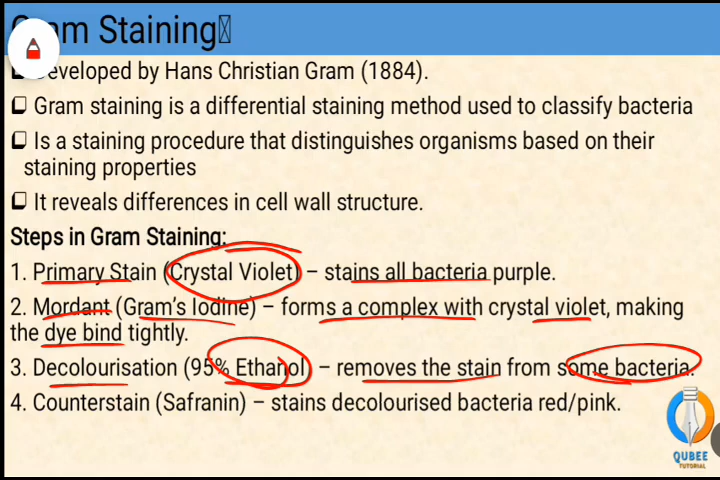 Gram Staining
Developed by Hans Christian Gram (1884).
Gram staining is a differential staining method used to classify bacteria
Is a staining procedure that distinguishes organisms based on their
staining properties
It reveals differences in cell wall structure.
Steps in Gram Staining:
1. Primary Stain (Crystal Violet) – stains all bacteria purple.
2. Mordant (Gram's Iodine) – forms a complex with crystal violet, making
the dye bind tightly.
3. Decolourisation (95% Ethanol) – removes the stain from some bacteria.
4. Counterstain (Safranin) – stains decolourised bacteria red/pink.
QUBEE
TUTORIAL